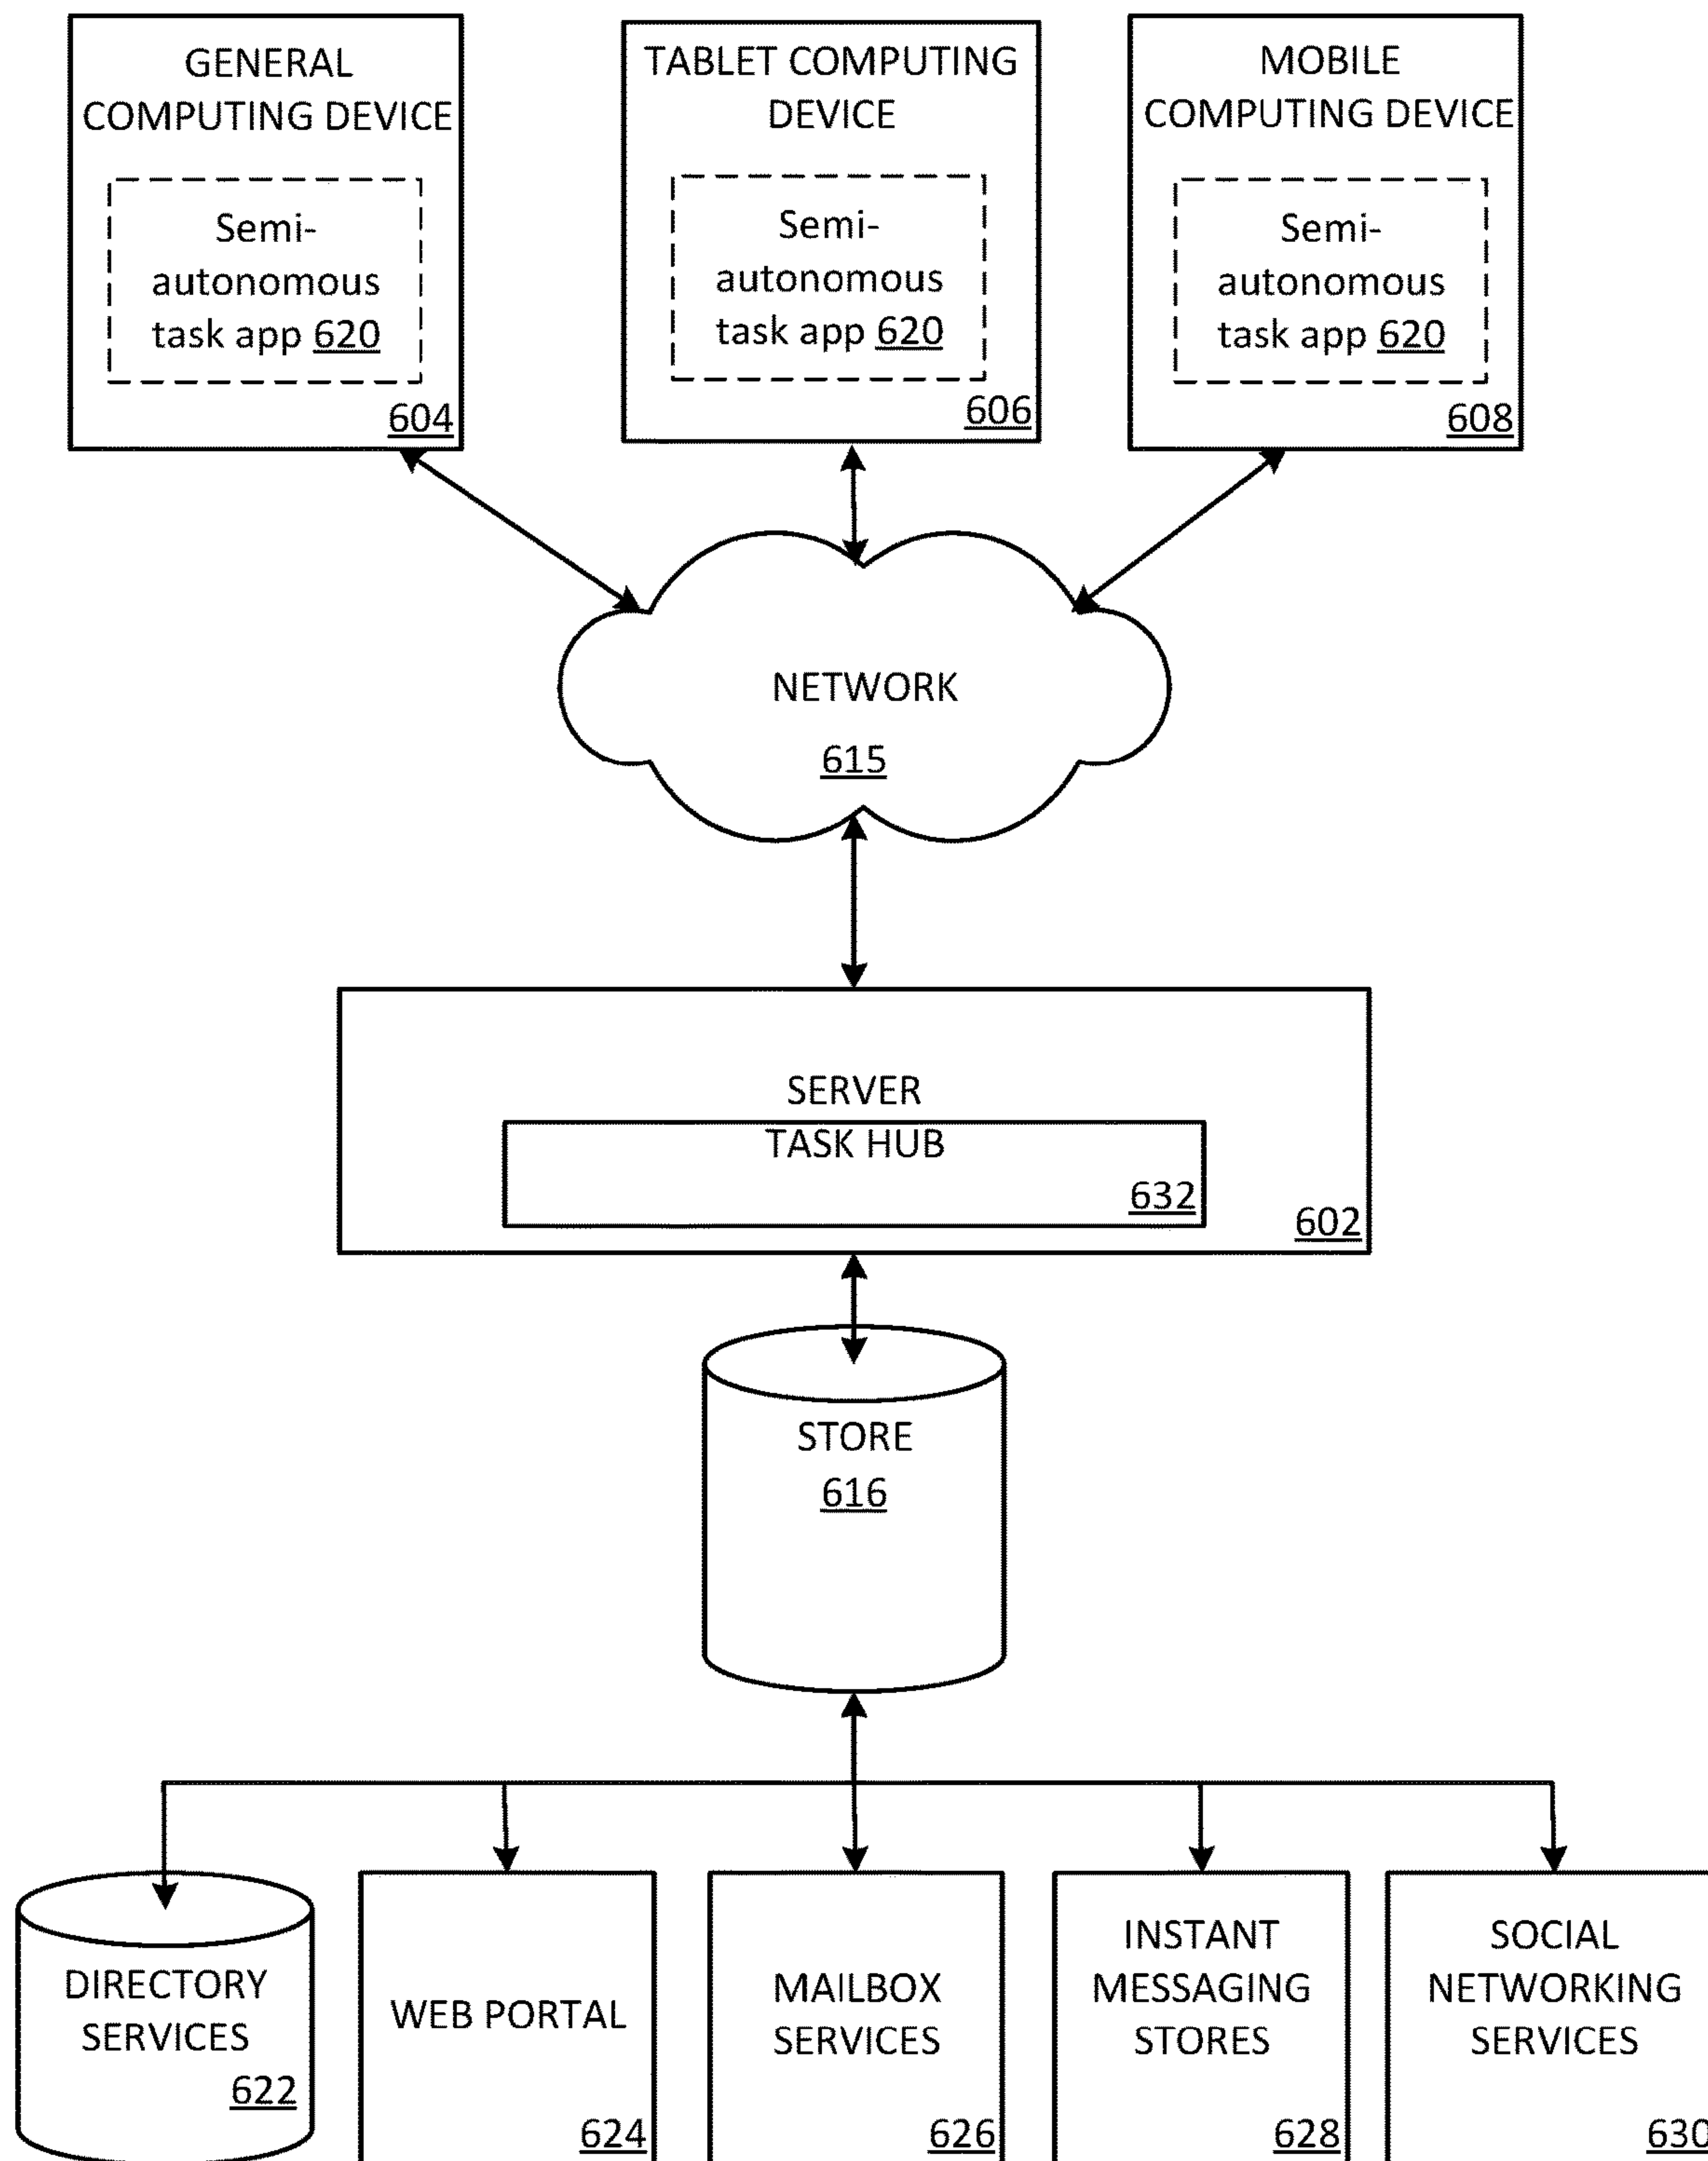 GENERAL
COMPUTING DEVICE
Semi-
autonomous
task app 620
604
TABLET COMPUTING
DEVICE
Semi-
autonomous
task app 620
606
MOBILE
COMPUTING DEVICE
Semi-
autonomous
task app 620
608
NETWORK
615
SERVER
TASK HUB
632
602
STORE
616
DIRECTORY
SERVICES
622
WEB PORTAL
624
MAILBOX
SERVICES
626
INSTANT
MESSAGING
STORES
628
SOCIAL
NETWORKING
SERVICES
630